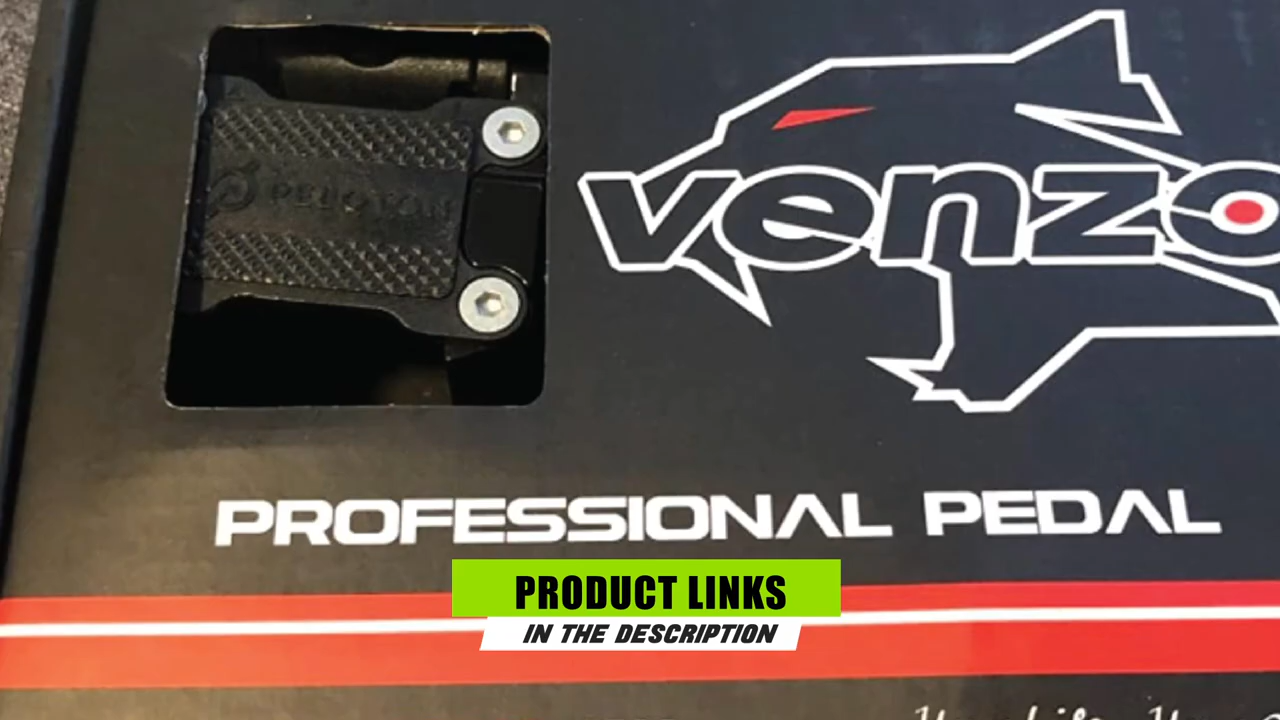 PELOTON
venzo
PROFESSIONAL PEDAL
PRODUCT LINKS
IN THE DESCRIPTION